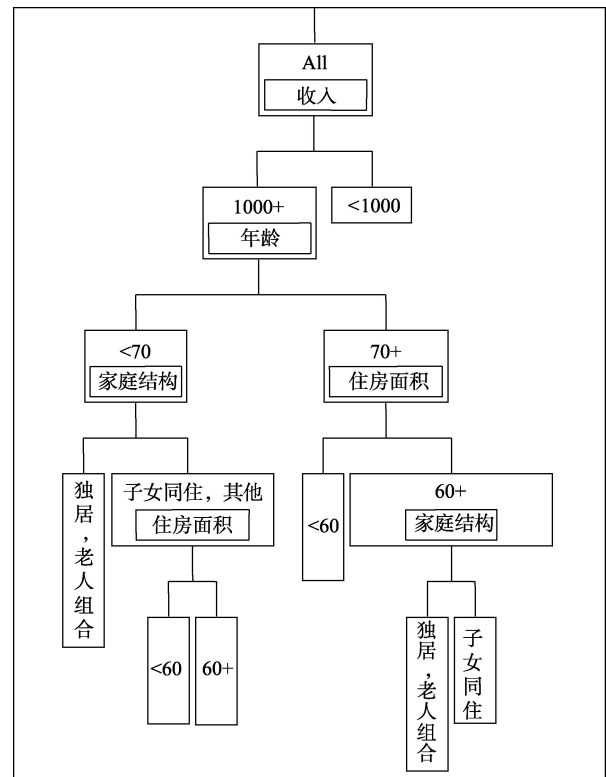 All
收入
1000+
年龄
<1000
<70
家庭结构
70+
住房面积
独居，老人组合
子女同住，其他
住房面积
<60
60+
家庭结构
<60
60+
独居，老人组合
子女同住